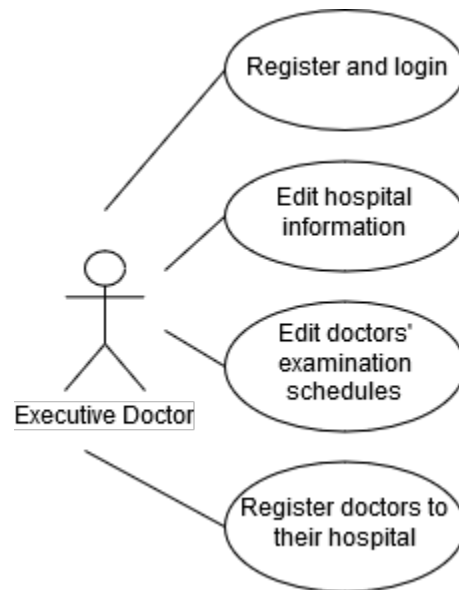 Register and login
Edit hospital
information
Edit doctors'
examination
schedules
Executive Doctor
Register doctors to
their hospital